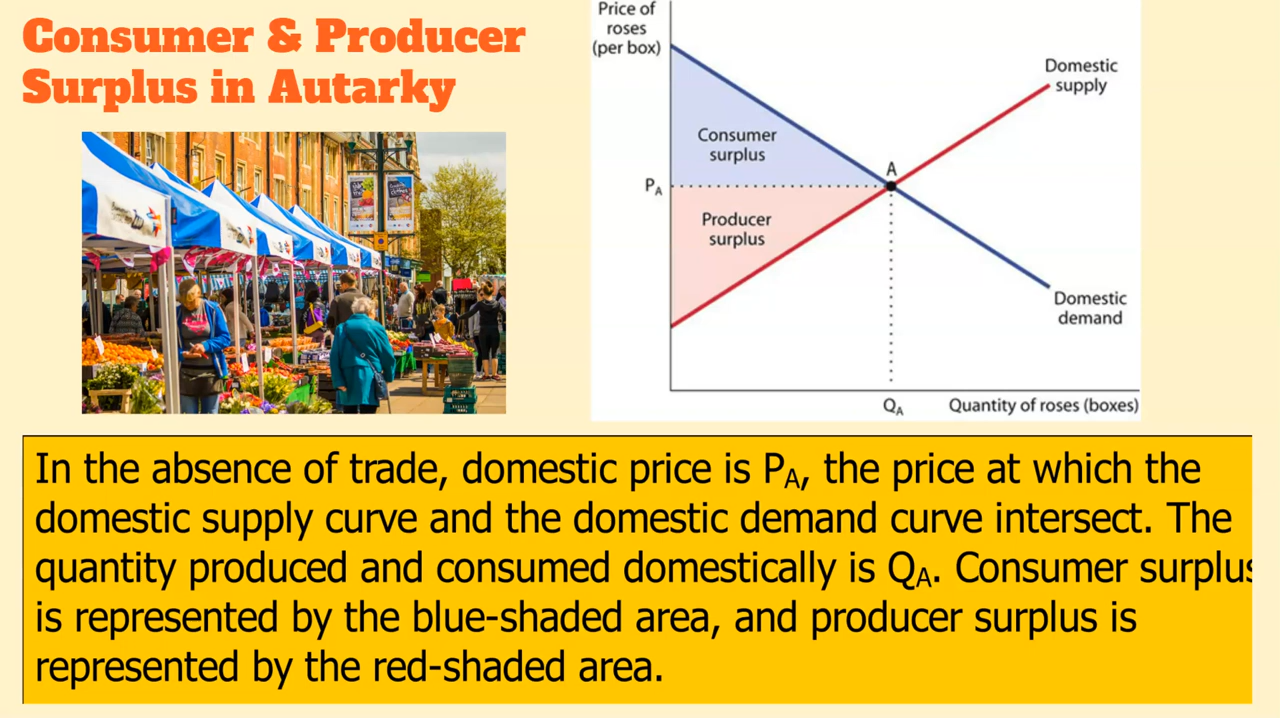 Consumer & Producer
Surplus in Autarky
Price of
roses
(per box)
Domestic
supply
Consumer
surplus
A
PA
Producer
surplus
Domestic
demand
QA
Quantity of roses (boxes)
In the absence of trade, domestic price is PA, the price at which the
domestic supply curve and the domestic demand curve intersect. The
quantity produced and consumed domestically is QA. Consumer surplus
is represented by the blue-shaded area, and producer surplus is
represented by the red-shaded area.